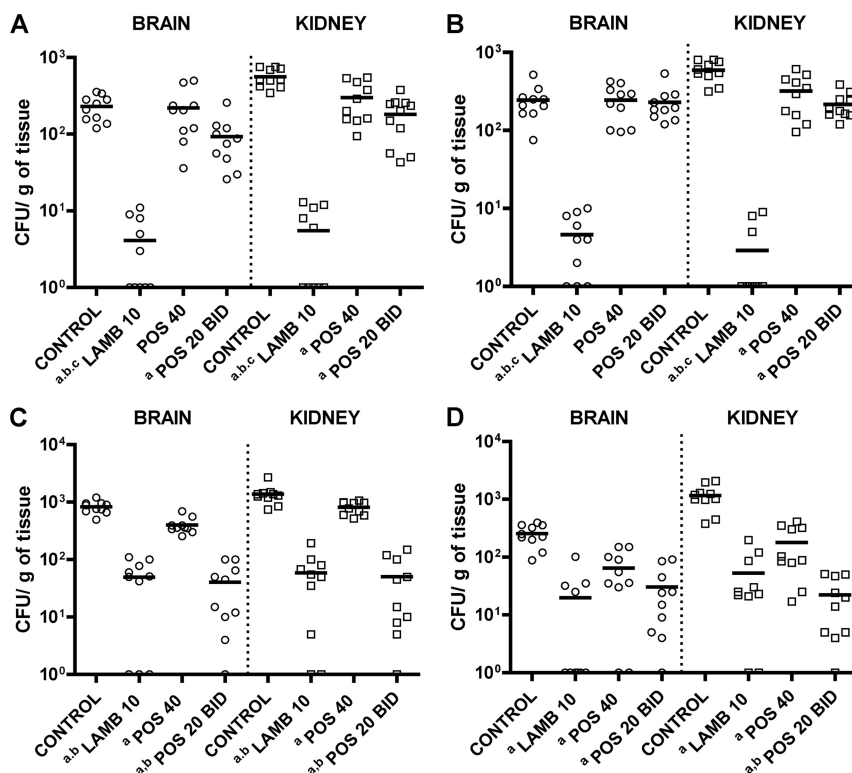 A
BRAIN KIDNEY
CFU/ g of tissue
10³
10²
10¹
10⁰
CONTROL
a.b.c LAMB 10
POS 40
a POS 20 BID
CONTROL
a.b.c LAMB 10
a POS 40
a POS 20 BID
B
BRAIN KIDNEY
CFU/ g of tissue
10³
10²
10¹
10⁰
CONTROL
a.b.c LAMB 10
POS 40
POS 20 BID
CONTROL
a.b.c LAMB 10
a POS 40
a POS 20 BID
C
BRAIN KIDNEY
CFU/ g of tissue
10⁴
10³
10²
10¹
10⁰
CONTROL
a.b LAMB 10
a POS 40
a,b POS 20 BID
CONTROL
a.b LAMB 10
POS 40
a,b POS 20 BID
D
BRAIN KIDNEY
CFU/ g of tissue
10⁴
10³
10²
10¹
10⁰
CONTROL
a LAMB 10
a POS 40
a POS 20 BID
CONTROL
a LAMB 10
a POS 40
a,b POS 20 BID